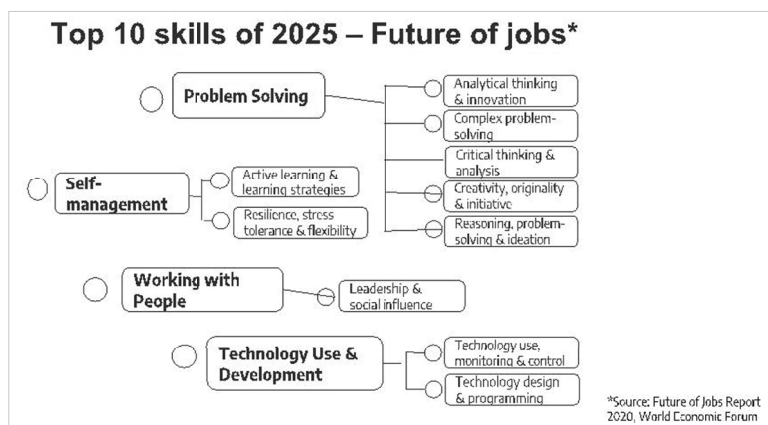 Top 10 skills of 2025 – Future of jobs*
Problem Solving
Analytical thinking
& innovation
Complex problem-
solving
Critical thinking &
analysis
Creativity, originality
& initiative
Reasoning, problem-
solving & ideation
Self-
management
Active learning &
learning strategies
Resilience, stress
tolerance & flexibility
Working with
People
Leadership &
social influence
Technology Use &
Development
Technology use,
monitoring & control
Technology design
& programming
*Source: Future of Jobs Report
2020, World Economic Forum